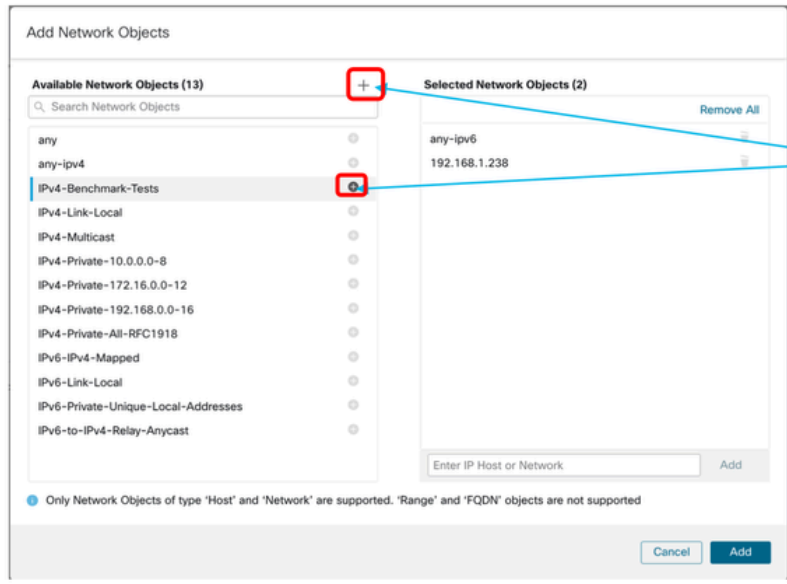 Add Network Objects
Available Network Objects (13)
Search Network Objects
any
any-ipv4
IPv4-Benchmark-Tests
IPv4-Link-Local
IPv4-Multicast
IPv4-Private-10.0.0.0-8
IPv4-Private-172.16.0.0-12
IPv4-Private-192.168.0.0-16
IPv4-Private-All-RFC1918
IPv6-IPv4-Mapped
IPv6-Link-Local
IPv6-Private-Unique-Local-Addresses
IPv6-to-IPv4-Relay-Anycast
Selected Network Objects (2)
Remove All
any-ipv6
192.168.1.238
Enter IP Host or Network Add
Only Network Objects of type 'Host' and 'Network' are supported. 'Range' and 'FQDN' objects are not supported
Cancel Add